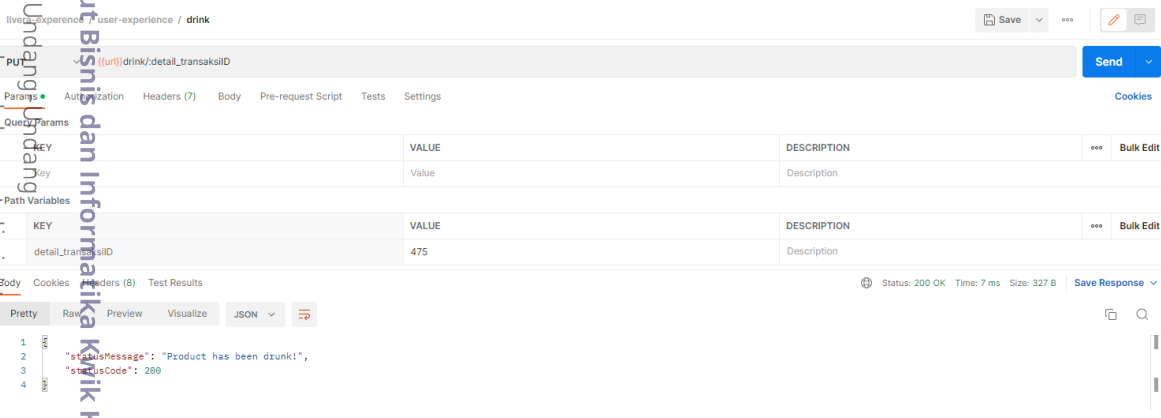 livera-experence / user-experience / drink
Save
PUT
{{url}}drink/:detail_transaksiID
Send
Params
Authorization
Headers (7)
Body
Pre-request Script
Tests
Settings
Cookies
Query Params
KEY
VALUE
DESCRIPTION
Bulk Edit
Key
Value
Description
Path Variables
KEY
VALUE
DESCRIPTION
Bulk Edit
detail_transaksiID
475
Description
Body
Cookies
Headers (8)
Test Results
Status: 200 OK
Time: 7 ms
Size: 327 B
Save Response
Pretty
Raw
Preview
Visualize
JSON
1 {
2 "statusMessage": "Product has been drunk!",
3 "statusCode": 200
4 }
Undang-Undang
ut Bisnis dan Informatika Kwik K